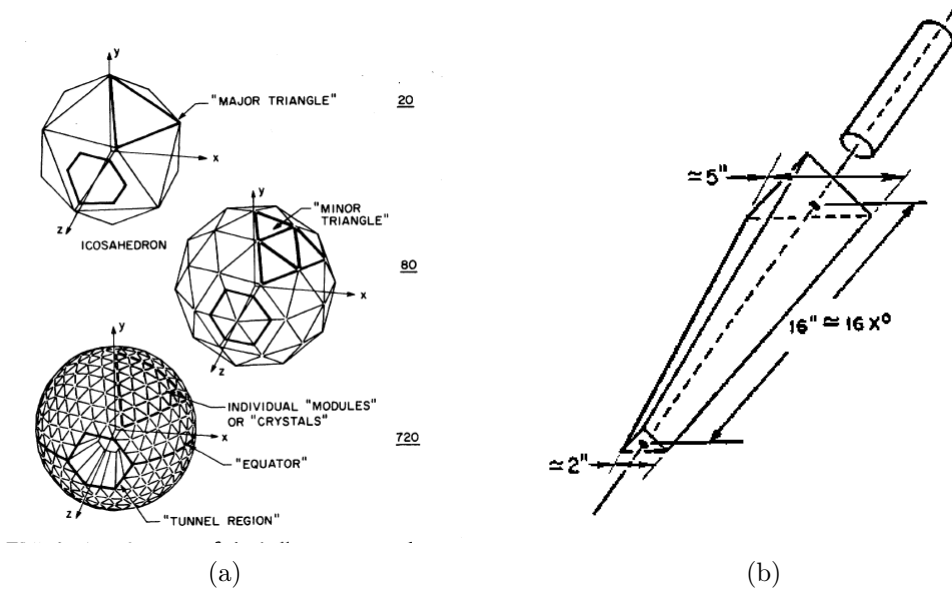 y
"MAJOR TRIANGLE"
20
x
z
ICOSAHEDRON
y
"MINOR
TRIANGLE"
80
x
z
y
INDIVIDUAL "MODULES"
OR "CRYSTALS"
x
720
"EQUATOR"
z
"TUNNEL REGION"
(a)
≃5"
16" ≃ 16 X°
≃2"
(b)